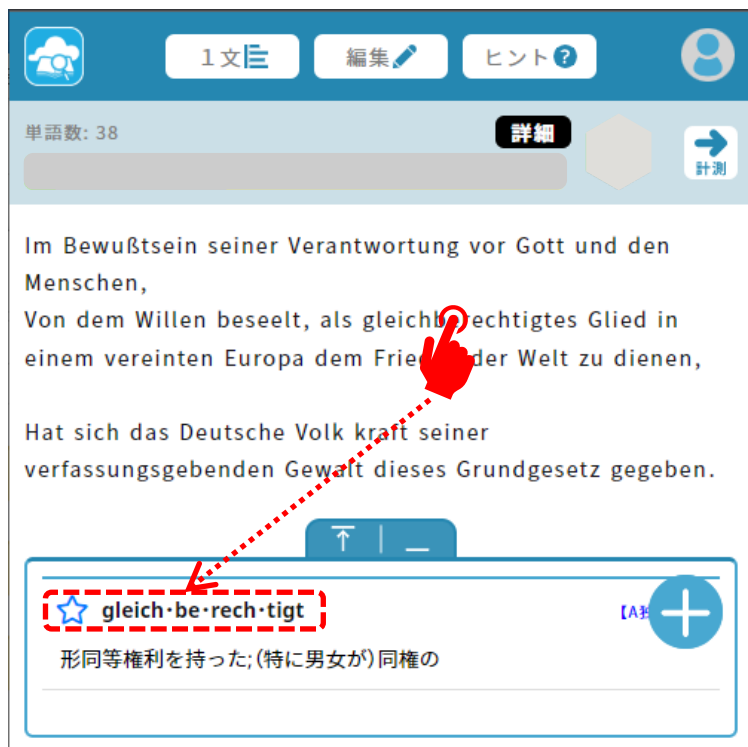 1文 編集 ヒント?
単語数: 38 詳細
計測
Im Bewußtsein seiner Verantwortung vor Gott und den
Menschen,
Von dem Willen beseelt, als gleichberechtigtes Glied in
einem vereinten Europa dem der Welt zu dienen,
Hat sich das Deutsche Volk kraft seiner
verfassungsgebenden Gewalt dieses Grundgesetz gegeben.
gleich·be·rech·tigt
形同等権利を持った;(特に男女が)同権の